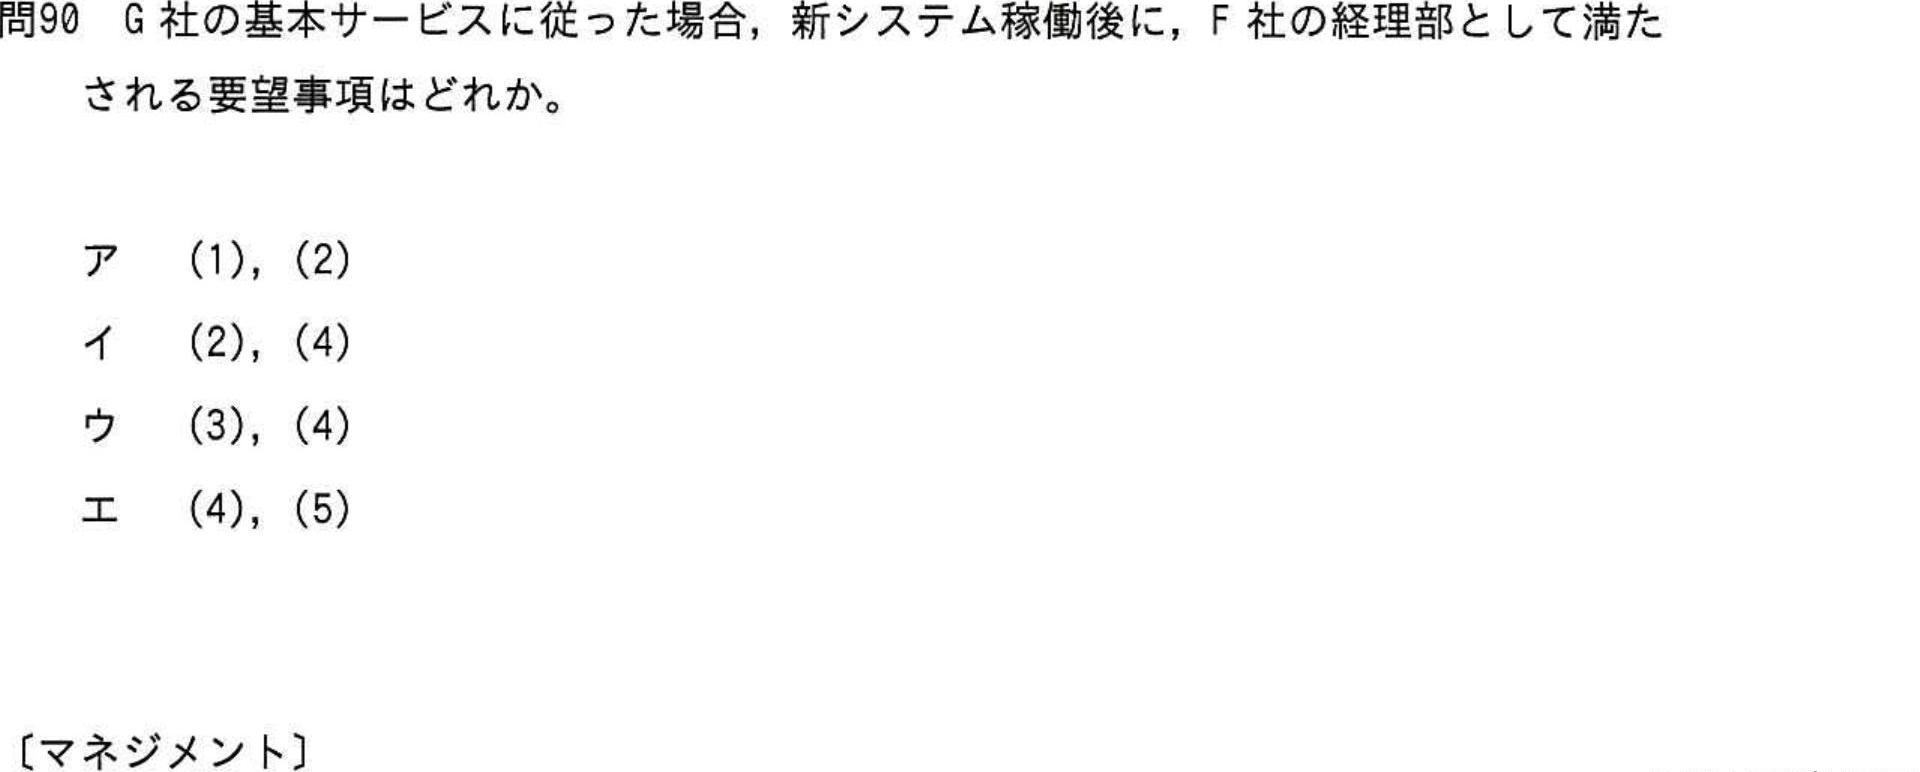 問90 G社の基本サービスに従った場合，新システム稼働後に，F社の経理部として満た
される要望事項はどれか。
ア (1)，(2)
イ (2)，(4)
ウ (3)，(4)
エ (4)，(5)
〔マネジメント〕